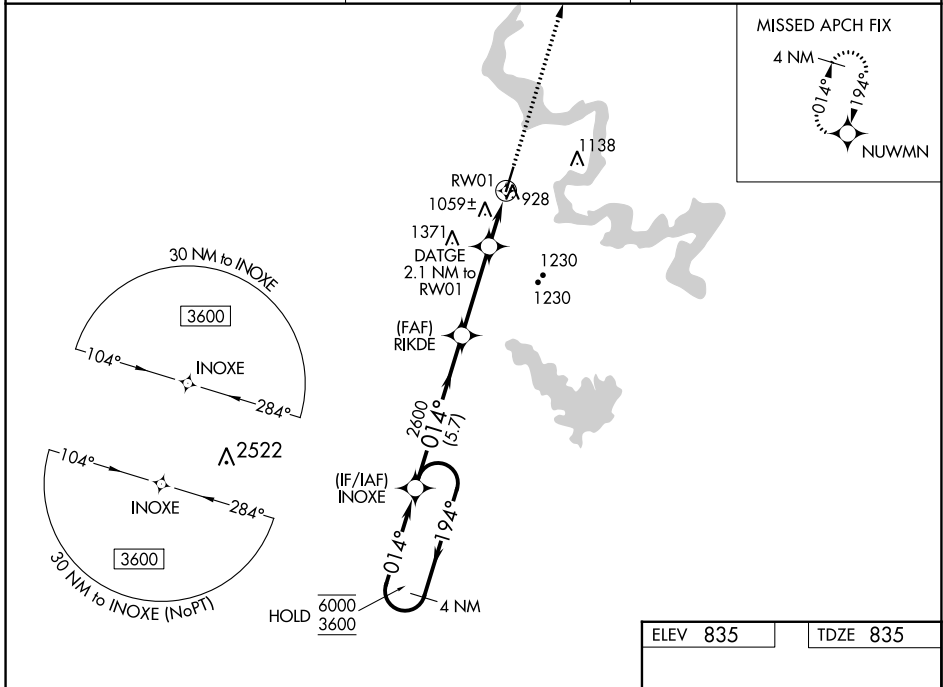 MISSED APCH FIX
4 NM
014°
194°
NUWMN
1138
RW01
928
1059±
1371
DATGE
2.1 NM to
RW01
1230
1230
30 NM to INOXE
3600
(FAF)
RIKDE
104°
INOXE
284°
2600
014°
(5.7)
2522
104°
(IF/IAF)
INOXE
INOXE
284°
194°
014°
3600
30 NM to INOXE (NoPT)
HOLD
6000
3600
4 NM
ELEV 835
TDZE 835